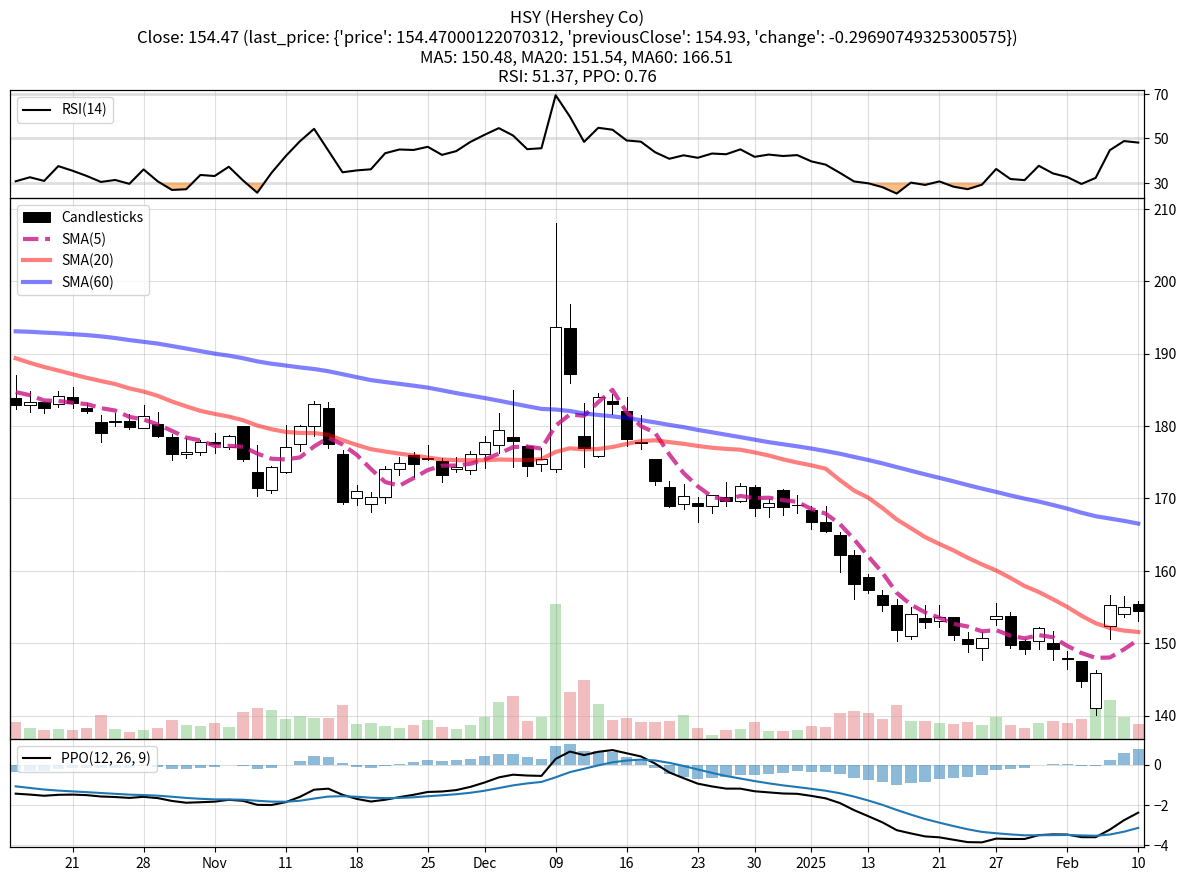 HSY (Hershey Co)
Close: 154.47 (last_price: {'price': 154.47000122070312, 'previousClose': 154.93, 'change': -0.29690749325300575})
MA5: 150.48, MA20: 151.54, MA60: 166.51
RSI: 51.37, PPO: 0.76
RSI(14)
70
50
30
Candlesticks
SMA(5)
SMA(20)
SMA(60)
210
200
190
180
170
160
150
140
PPO(12, 26, 9)
0
−2
−4
21 28 Nov 11 18 25 Dec 09 16 23 30 2025 13 21 27 Feb 10